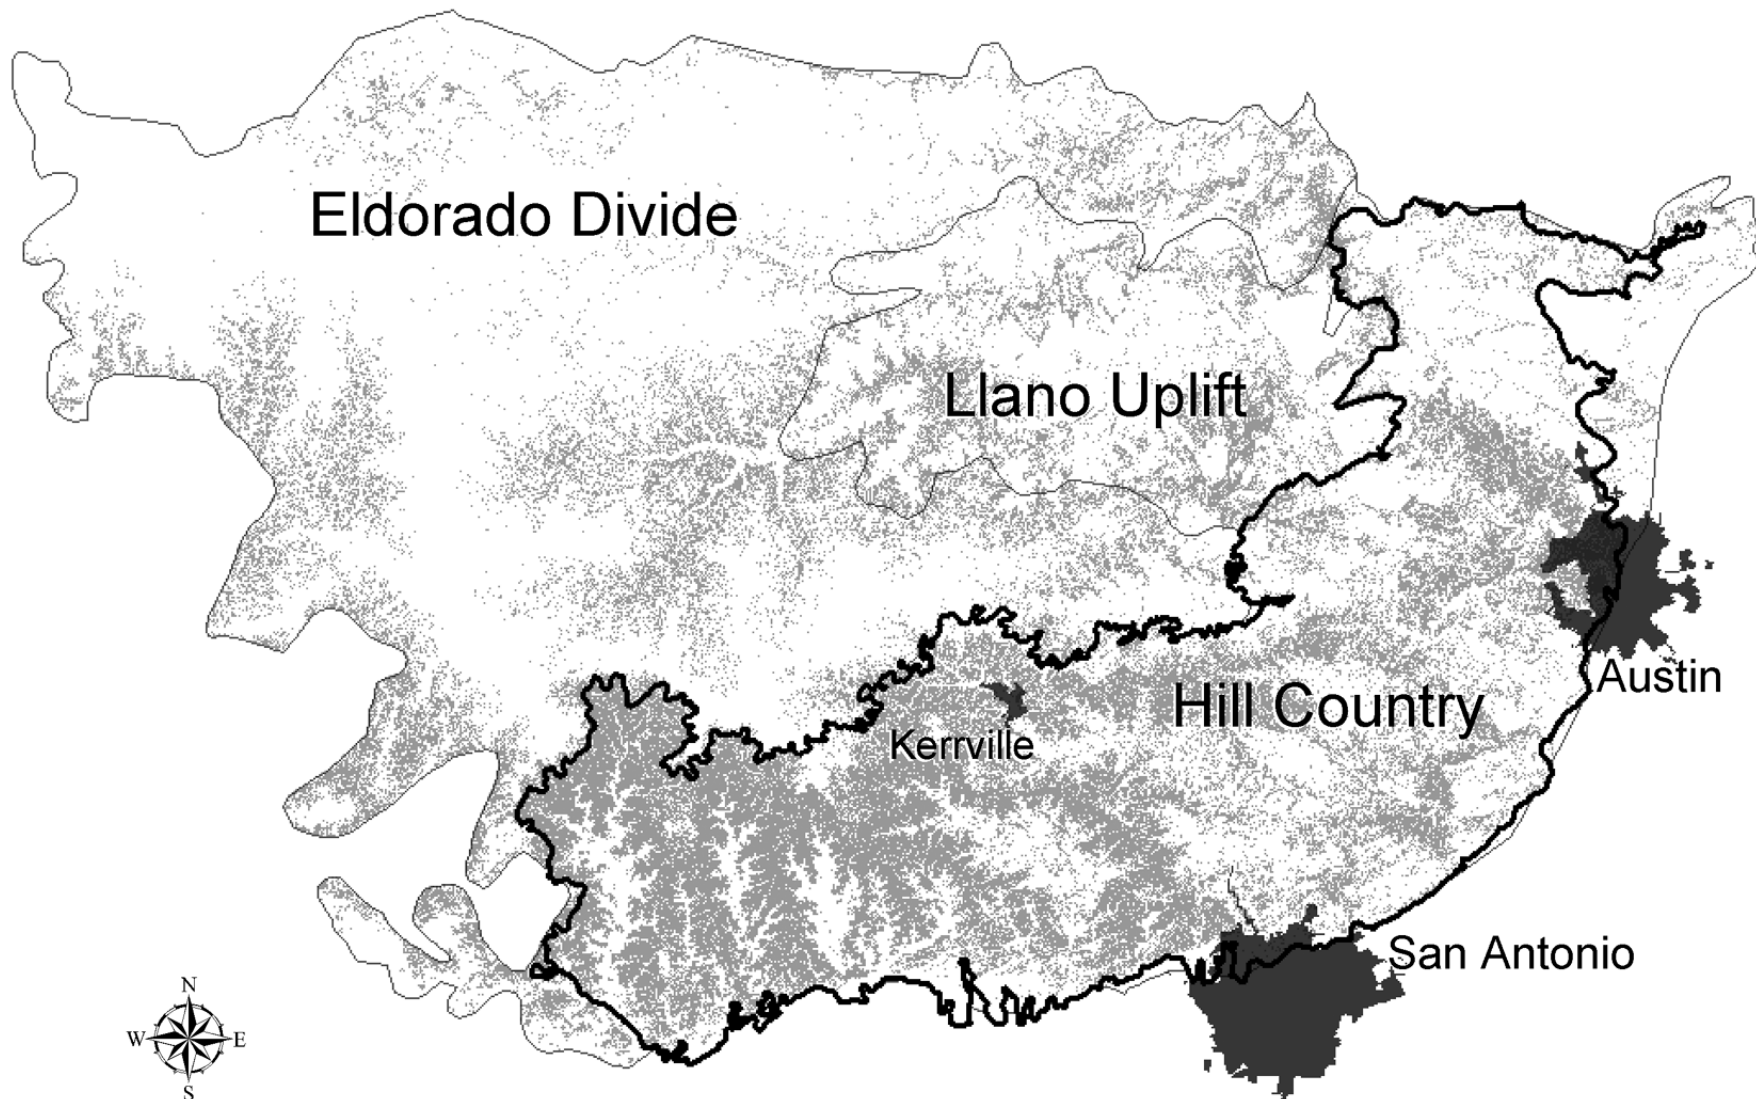 Eldorado Divide
Llano Uplift
Hill Country
Austin
Kerrville
San Antonio
N
W E
S